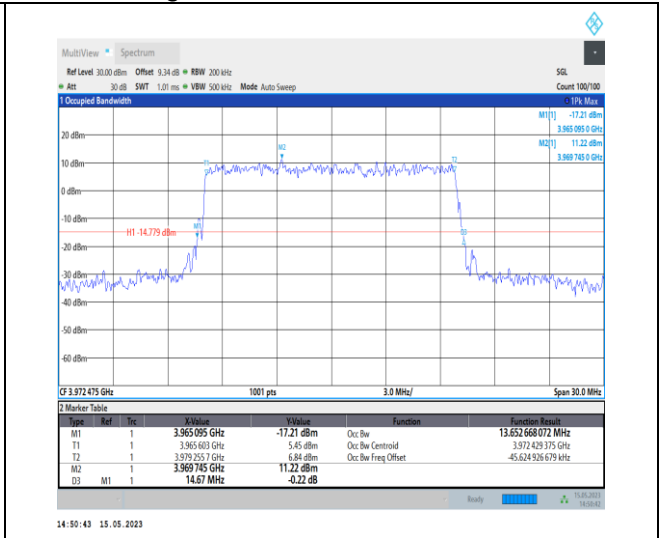 MultiView Spectrum
Ref Level 30.00 dBm Offset 9.34 dB RBW 200 kHz SGL
Att 30 dB SWT 1.01 ms VBW 500 kHz Mode Auto Sweep Count 100/100
1 Occupied Bandwidth 1Pk Max
M1[1] -17.21 dBm
3.965 095 0 GHz
20 dBm M2[1] 11.22 dBm
3.969 745 0 GHz
M2
10 dBm T1 T2
0 dBm
-10 dBm
H1 -14.779 dBm M1 D3
-20 dBm
-30 dBm
-40 dBm
-50 dBm
-60 dBm
CF 3.972 475 GHz 1001 pts 3.0 MHz/ Span 30.0 MHz
2 Marker Table
Type Ref Trc X-Value Y-Value Function Function Result
M1 1 3.965 095 GHz -17.21 dBm Occ Bw 13.652 668 072 MHz
T1 1 3.965 603 GHz 5.45 dBm Occ Bw Centroid 3.972 429 375 GHz
T2 1 3.979 255 7 GHz 6.84 dBm Occ Bw Freq Offset -45.624 926 679 kHz
M2 1 3.969 745 GHz 11.22 dBm
D3 M1 1 14.67 MHz -0.22 dB
Ready 15.05.2023
14:50:42
14:50:43 15.05.2023